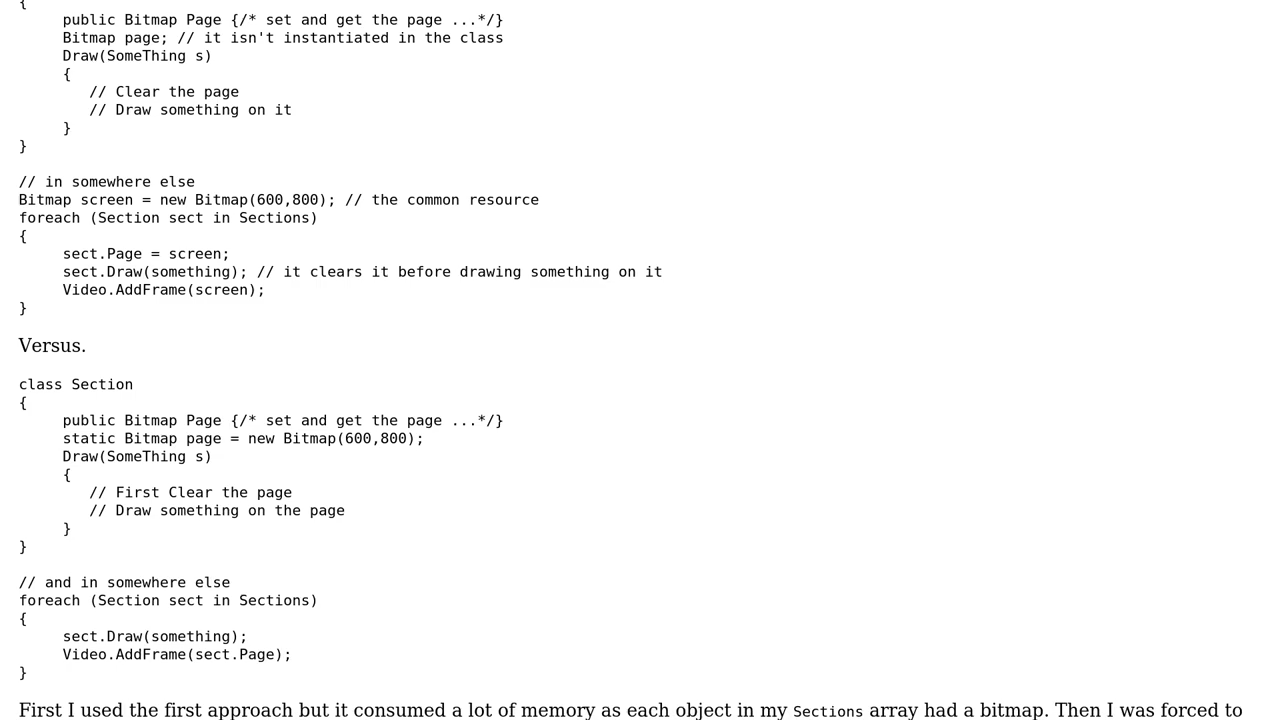 {
     public Bitmap Page {/* set and get the page ...*/}
     Bitmap page; // it isn't instantiated in the class
     Draw(SomeThing s)
     {
        // Clear the page
        // Draw something on it
     }
}

// in somewhere else
Bitmap screen = new Bitmap(600,800); // the common resource
foreach (Section sect in Sections)
{
     sect.Page = screen;
     sect.Draw(something); // it clears it before drawing something on it
     Video.AddFrame(screen);
}

Versus.

class Section
{
     public Bitmap Page {/* set and get the page ...*/}
     static Bitmap page = new Bitmap(600,800);
     Draw(SomeThing s)
     {
        // First Clear the page
        // Draw something on the page
     }
}

// and in somewhere else
foreach (Section sect in Sections)
{
     sect.Draw(something);
     Video.AddFrame(sect.Page);
}

First I used the first approach but it consumed a lot of memory as each object in my Sections array had a bitmap. Then I was forced to